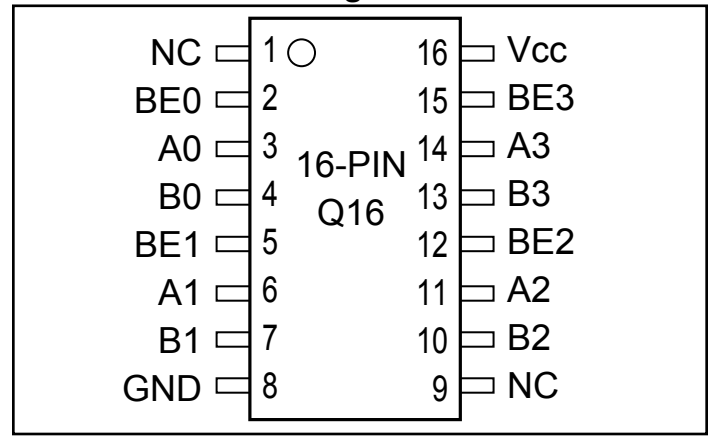 NC 1 16 Vcc
BE0 2 15 BE3
A0 3 14 A3
16-PIN
B0 4 13 B3
Q16
BE1 5 12 BE2
A1 6 11 A2
B1 7 10 B2
GND 8 9 NC